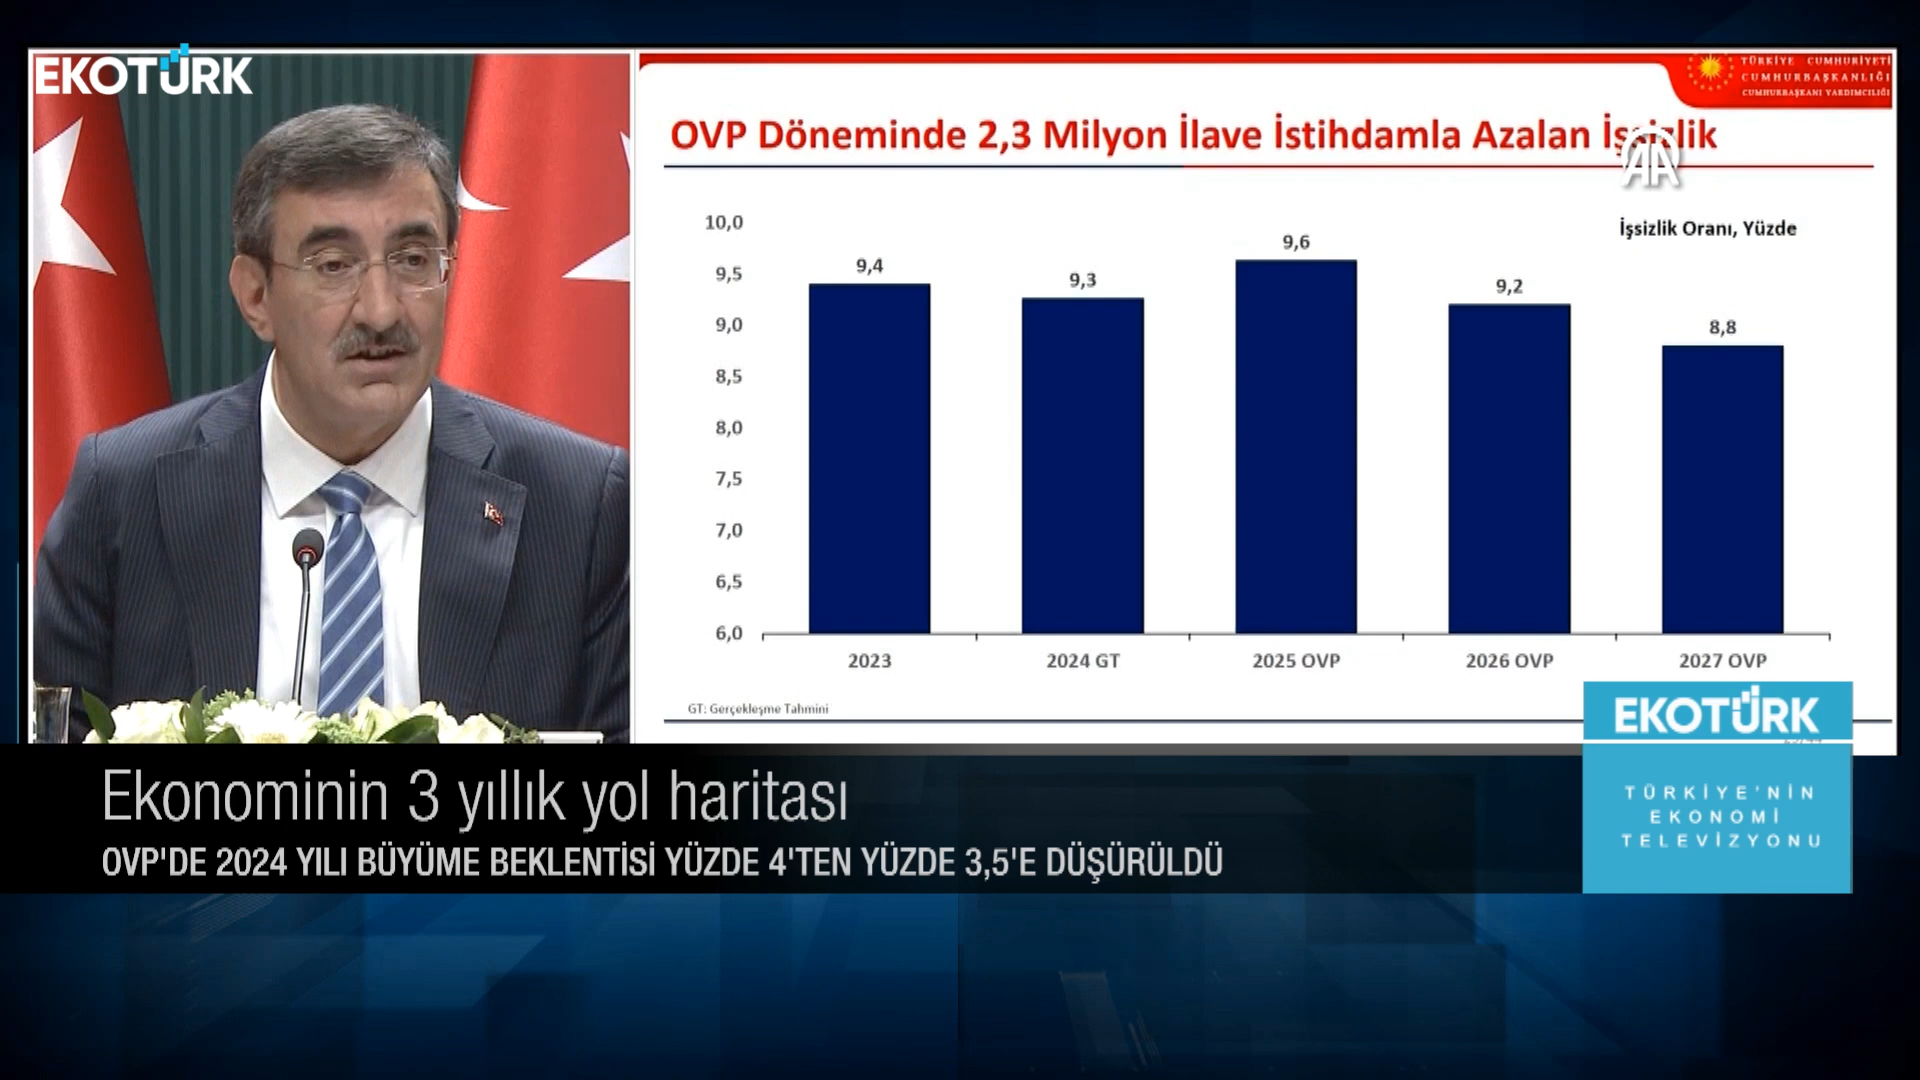 EKOTÜRK
TÜRKİYE CUMHURİYETİ
CUMHURBAŞKANLIĞI
CUMHURBAŞKANI YARDIMCILIĞI
OVP Döneminde 2,3 Milyon İlave İstihdamla Azalan İşsizlik
AA
İşsizlik Oranı, Yüzde
10,0
9,5
9,0
8,5
8,0
7,5
7,0
6,5
6,0
9,4
9,3
9,6
9,2
8,8
2023
2024 GT
2025 OVP
2026 OVP
2027 OVP
GT: Gerçekleşme Tahmini
EKOTÜRK
TÜRKİYE'NİN
EKONOMİ
TELEVİZYONU
Ekonominin 3 yıllık yol haritası
OVP'DE 2024 YILI BÜYÜME BEKLENTİSİ YÜZDE 4'TEN YÜZDE 3,5'E DÜŞÜRÜLDÜ